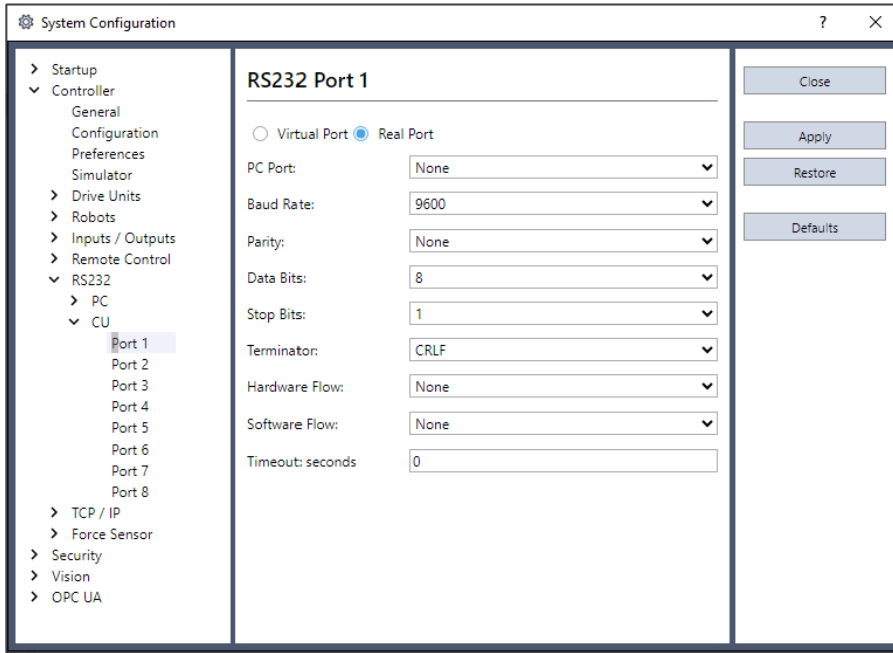 System Configuration
?
Startup
Controller
General
Configuration
Preferences
Simulator
Drive Units
Robots
Inputs / Outputs
Remote Control
RS232
PC
CU
Port 1
Port 2
Port 3
Port 4
Port 5
Port 6
Port 7
Port 8
TCP / IP
Force Sensor
Security
Vision
OPC UA
RS232 Port 1
Virtual Port Real Port
PC Port: None
Baud Rate: 9600
Parity: None
Data Bits: 8
Stop Bits: 1
Terminator: CRLF
Hardware Flow: None
Software Flow: None
Timeout: seconds 0
Close
Apply
Restore
Defaults